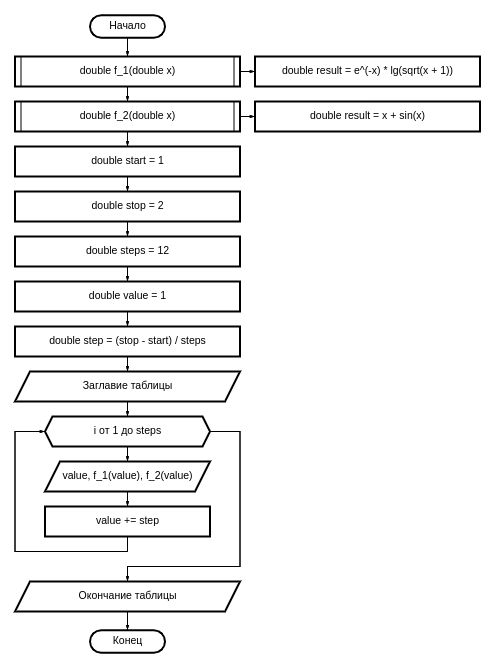 Начало
double f_1(double x)
double result = e^(-x) * lg(sqrt(x + 1))
double f_2(double x)
double result = x + sin(x)
double start = 1
double stop = 2
double steps = 12
double value = 1
double step = (stop - start) / steps
Заглавие таблицы
i от 1 до steps
value, f_1(value), f_2(value)
value += step
Окончание таблицы
Конец